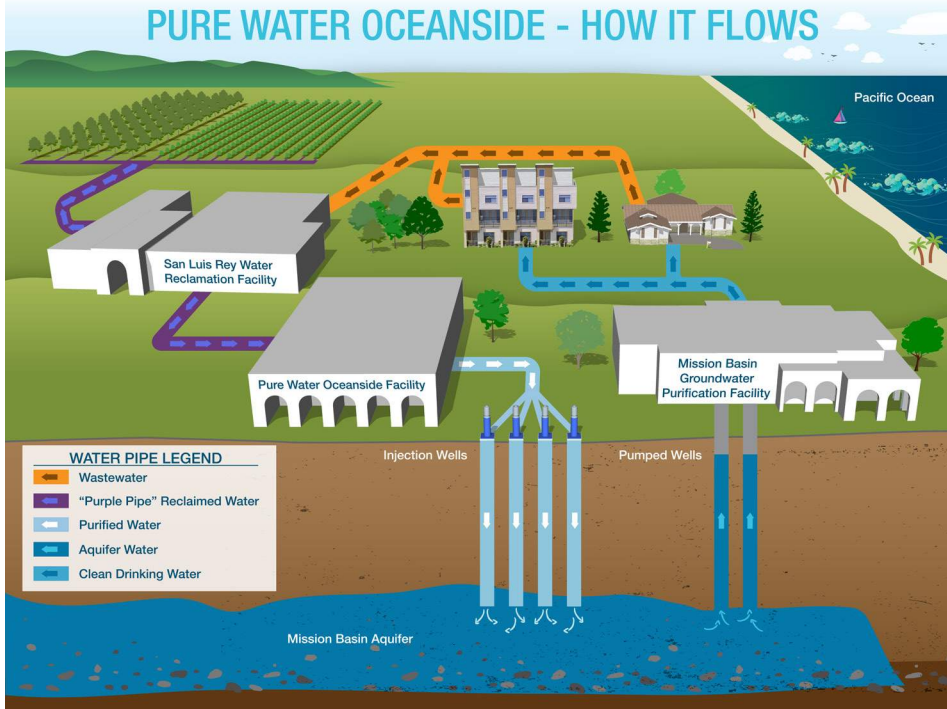 PURE WATER OCEANSIDE - HOW IT FLOWS
Pacific Ocean
San Luis Rey Water
Reclamation Facility
Pure Water Oceanside Facility
Mission Basin
Groundwater
Purification Facility
Injection Wells
Pumped Wells
WATER PIPE LEGEND
Wastewater
“Purple Pipe” Reclaimed Water
Purified Water
Aquifer Water
Clean Drinking Water
Mission Basin Aquifer